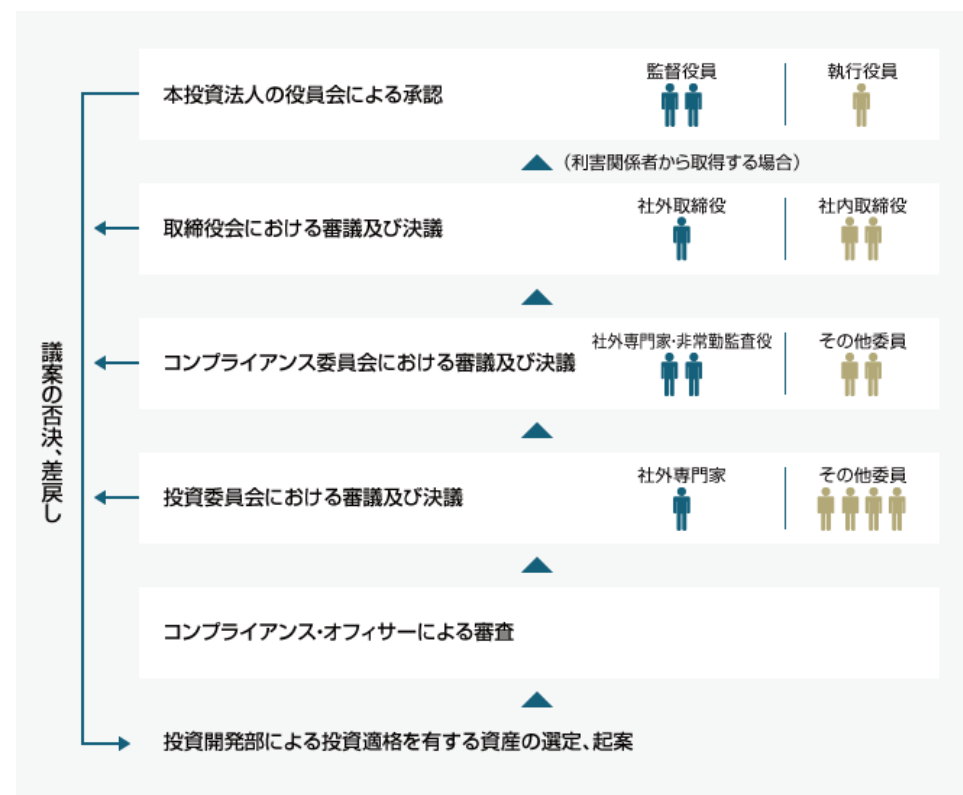 本投資法人の役員会による承認
監督役員
執行役員
(利害関係者から取得する場合)
取締役会における審議及び決議
社外取締役
社内取締役
コンプライアンス委員会における審議及び決議
社外専門家・非常勤監査役
その他委員
投資委員会における審議及び決議
社外専門家
その他委員
コンプライアンス・オフィサーによる審査
投資開発部による投資適格を有する資産の選定、起案
議案の否決、差戻し